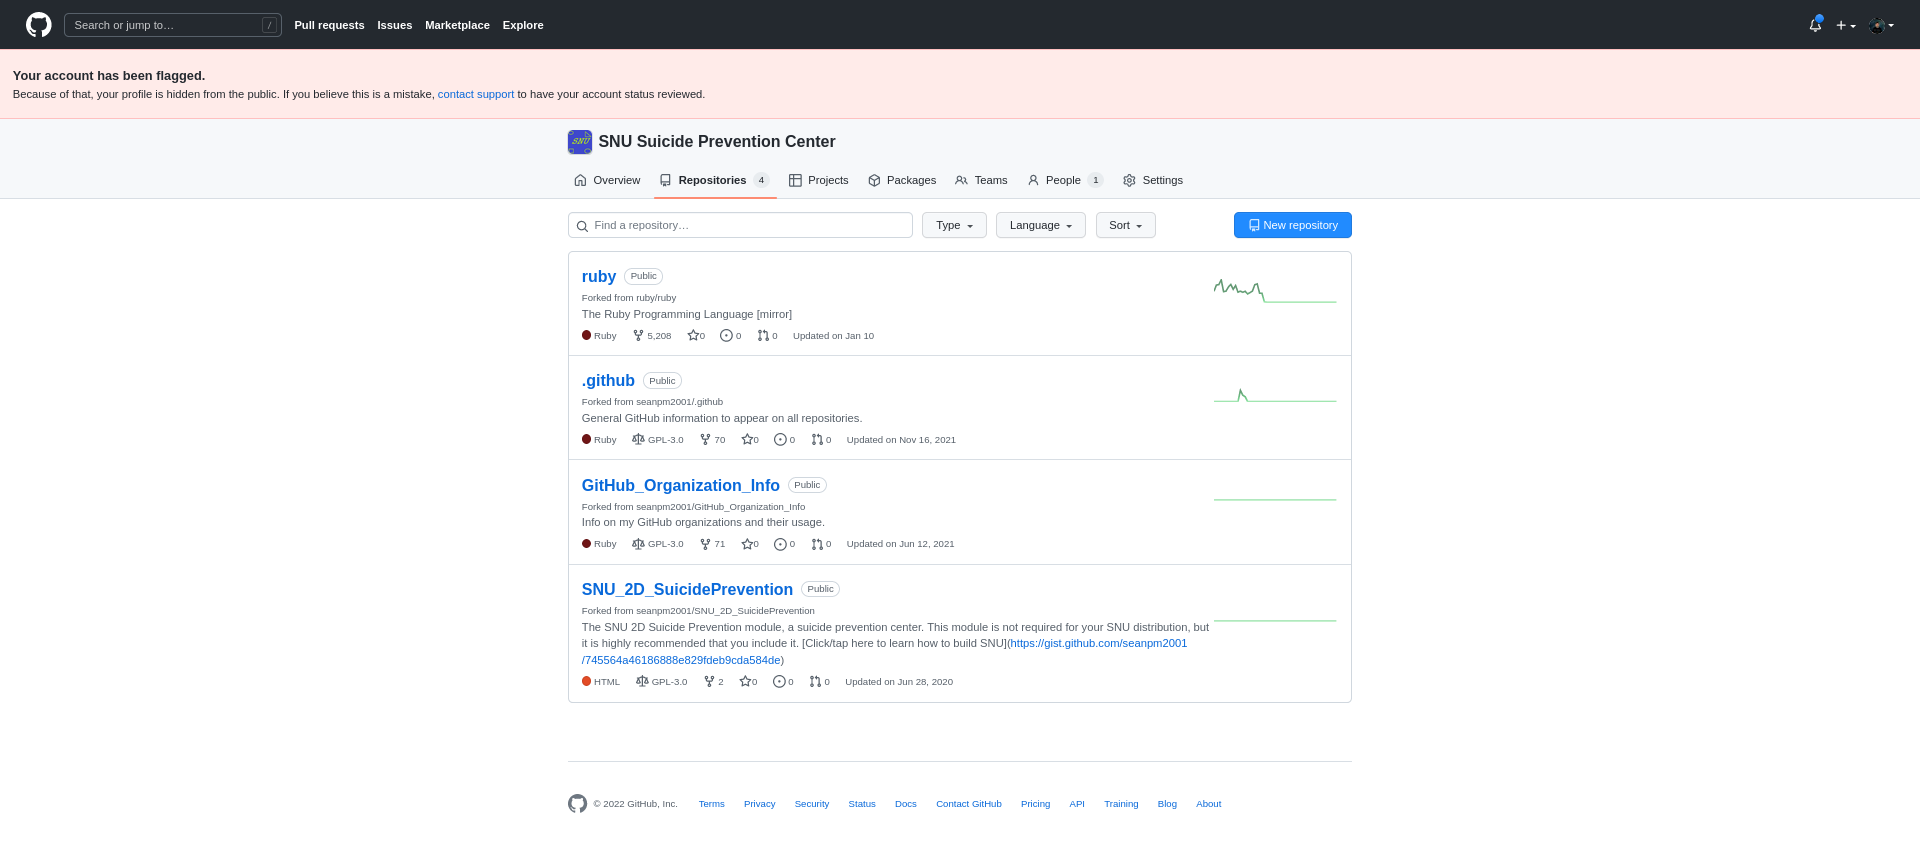 Search or jump to… /
Pull requests Issues Marketplace Explore
Your account has been flagged.
Because of that, your profile is hidden from the public. If you believe this is a mistake, contact support to have your account status reviewed.
SNU SNU Suicide Prevention Center
Overview Repositories 4 Projects Packages Teams People 1 Settings
Find a repository… Type Language Sort New repository
ruby Public
Forked from ruby/ruby
The Ruby Programming Language [mirror]
Ruby 5,208 0 0 0 Updated on Jan 10
.github Public
Forked from seanpm2001/.github
General GitHub information to appear on all repositories.
Ruby GPL-3.0 70 0 0 0 Updated on Nov 16, 2021
GitHub_Organization_Info Public
Forked from seanpm2001/GitHub_Organization_Info
Info on my GitHub organizations and their usage.
Ruby GPL-3.0 71 0 0 0 Updated on Jun 12, 2021
SNU_2D_SuicidePrevention Public
Forked from seanpm2001/SNU_2D_SuicidePrevention
The SNU 2D Suicide Prevention module, a suicide prevention center. This module is not required for your SNU distribution, but
it is highly recommended that you include it. [Click/tap here to learn how to build SNU](https://gist.github.com/seanpm2001
/745564a46186888e829fdeb9cda584de)
HTML GPL-3.0 2 0 0 0 Updated on Jun 28, 2020
© 2022 GitHub, Inc. Terms Privacy Security Status Docs Contact GitHub Pricing API Training Blog About